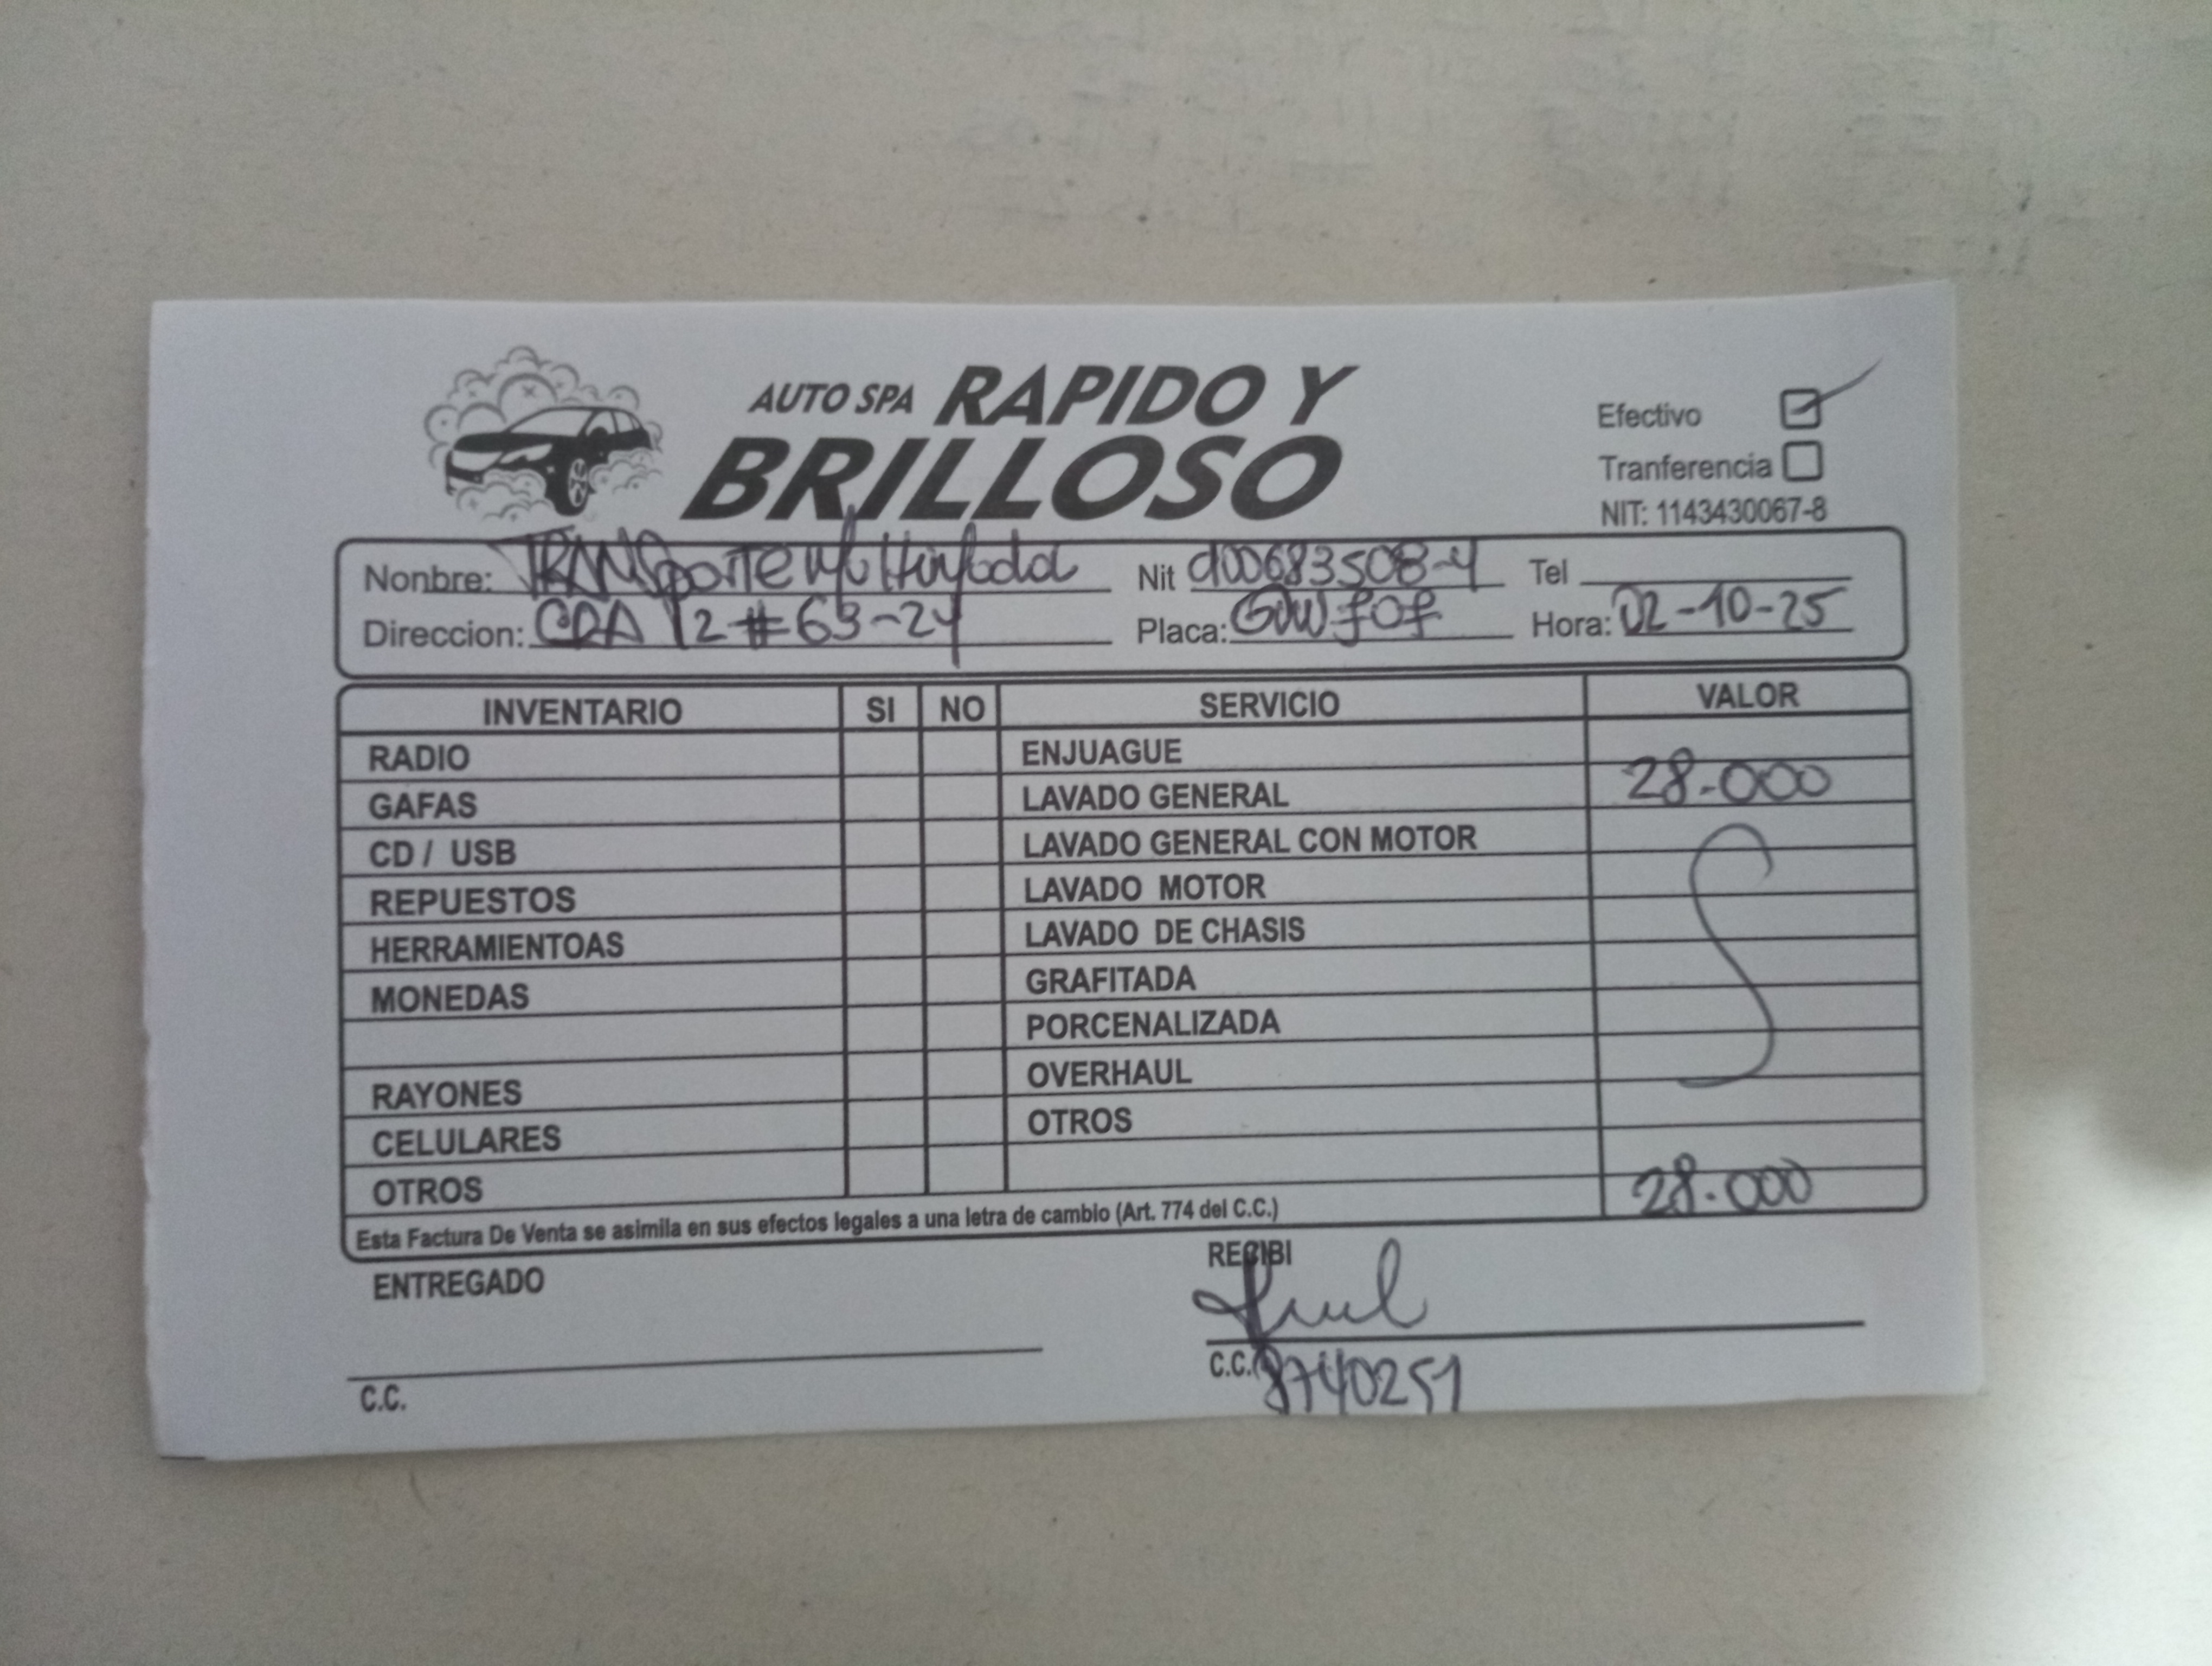 AUTO SPA RAPIDO Y
BRILLOSO
Efectivo
Tranferencia
NIT: 1143430067-8
Nonbre: TRANSporte Nit 900683508-4 Tel
Direccion: CRA 12 # 63-24 Placa: Hora: 02-10-25
INVENTARIO SI NO SERVICIO VALOR
RADIO ENJUAGUE
GAFAS LAVADO GENERAL 28.000
CD / USB LAVADO GENERAL CON MOTOR
REPUESTOS LAVADO MOTOR
HERRAMIENTOAS LAVADO DE CHASIS
MONEDAS GRAFITADA
PORCENALIZADA
RAYONES OVERHAUL
CELULARES OTROS
OTROS 28.000
Esta Factura De Venta se asimila en sus efectos legales a una letra de cambio (Art. 774 del C.C.)
ENTREGADO RECIBI
C.C. C.C. 8740251